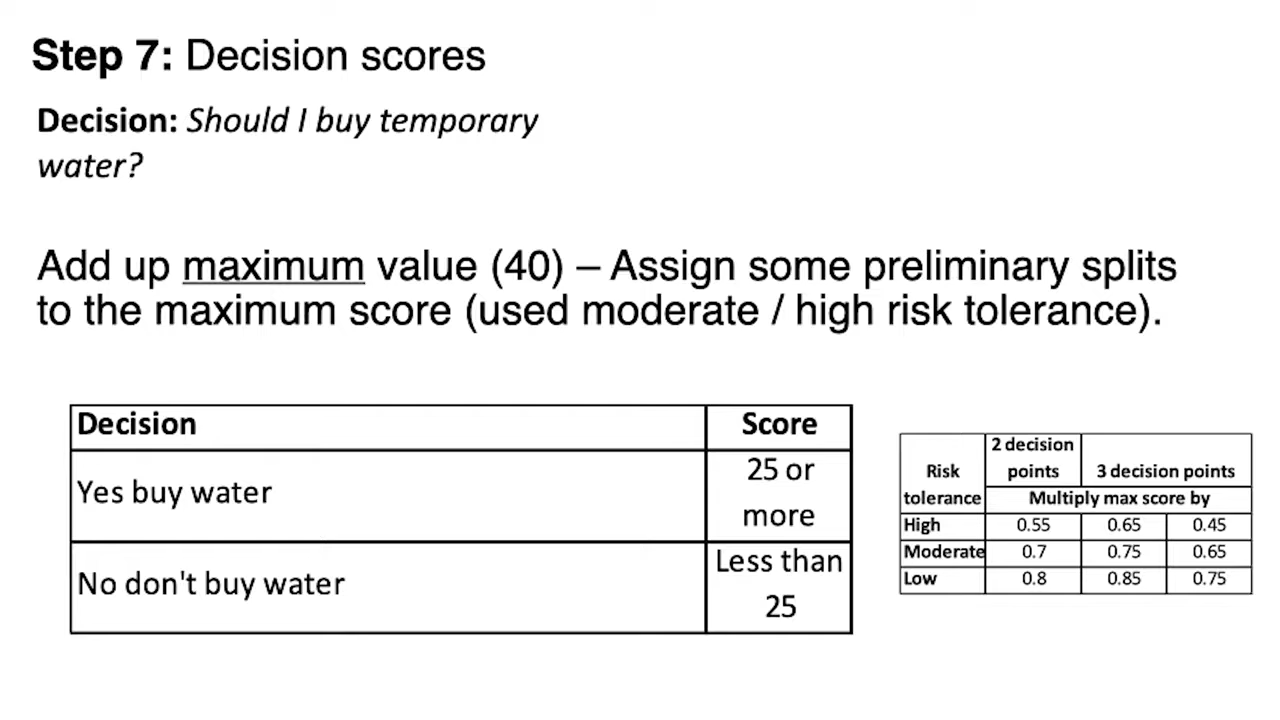 Step 7: Decision scores
Decision: Should I buy temporary
water?
Add up maximum value (40) – Assign some preliminary splits
to the maximum score (used moderate / high risk tolerance).
Decision Score
Yes buy water 25 or
more
No don't buy water Less than
25
Risk
tolerance 2 decision
points 3 decision points
Multiply max score by
High 0.55 0.65 0.45
Moderate 0.7 0.75 0.65
Low 0.8 0.85 0.75